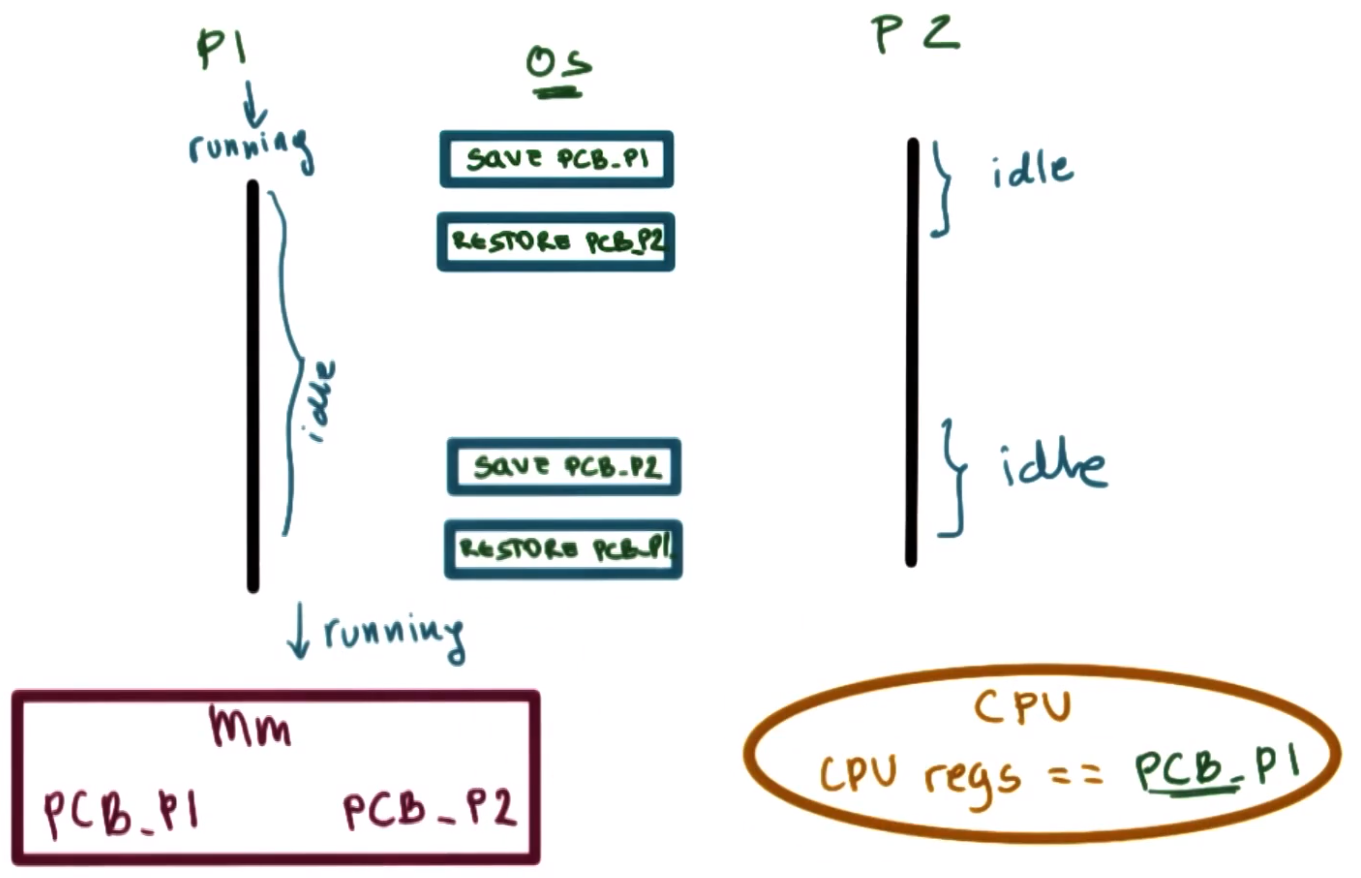 P1
OS
P2
running
SAVE PCB_P1
idle
RESTORE PCB_P2
idle
SAVE PCB_P2
idle
RESTORE PCB_P1
running
Mm
PCB_P1 PCB_P2
CPU
CPU regs == PCB_P1